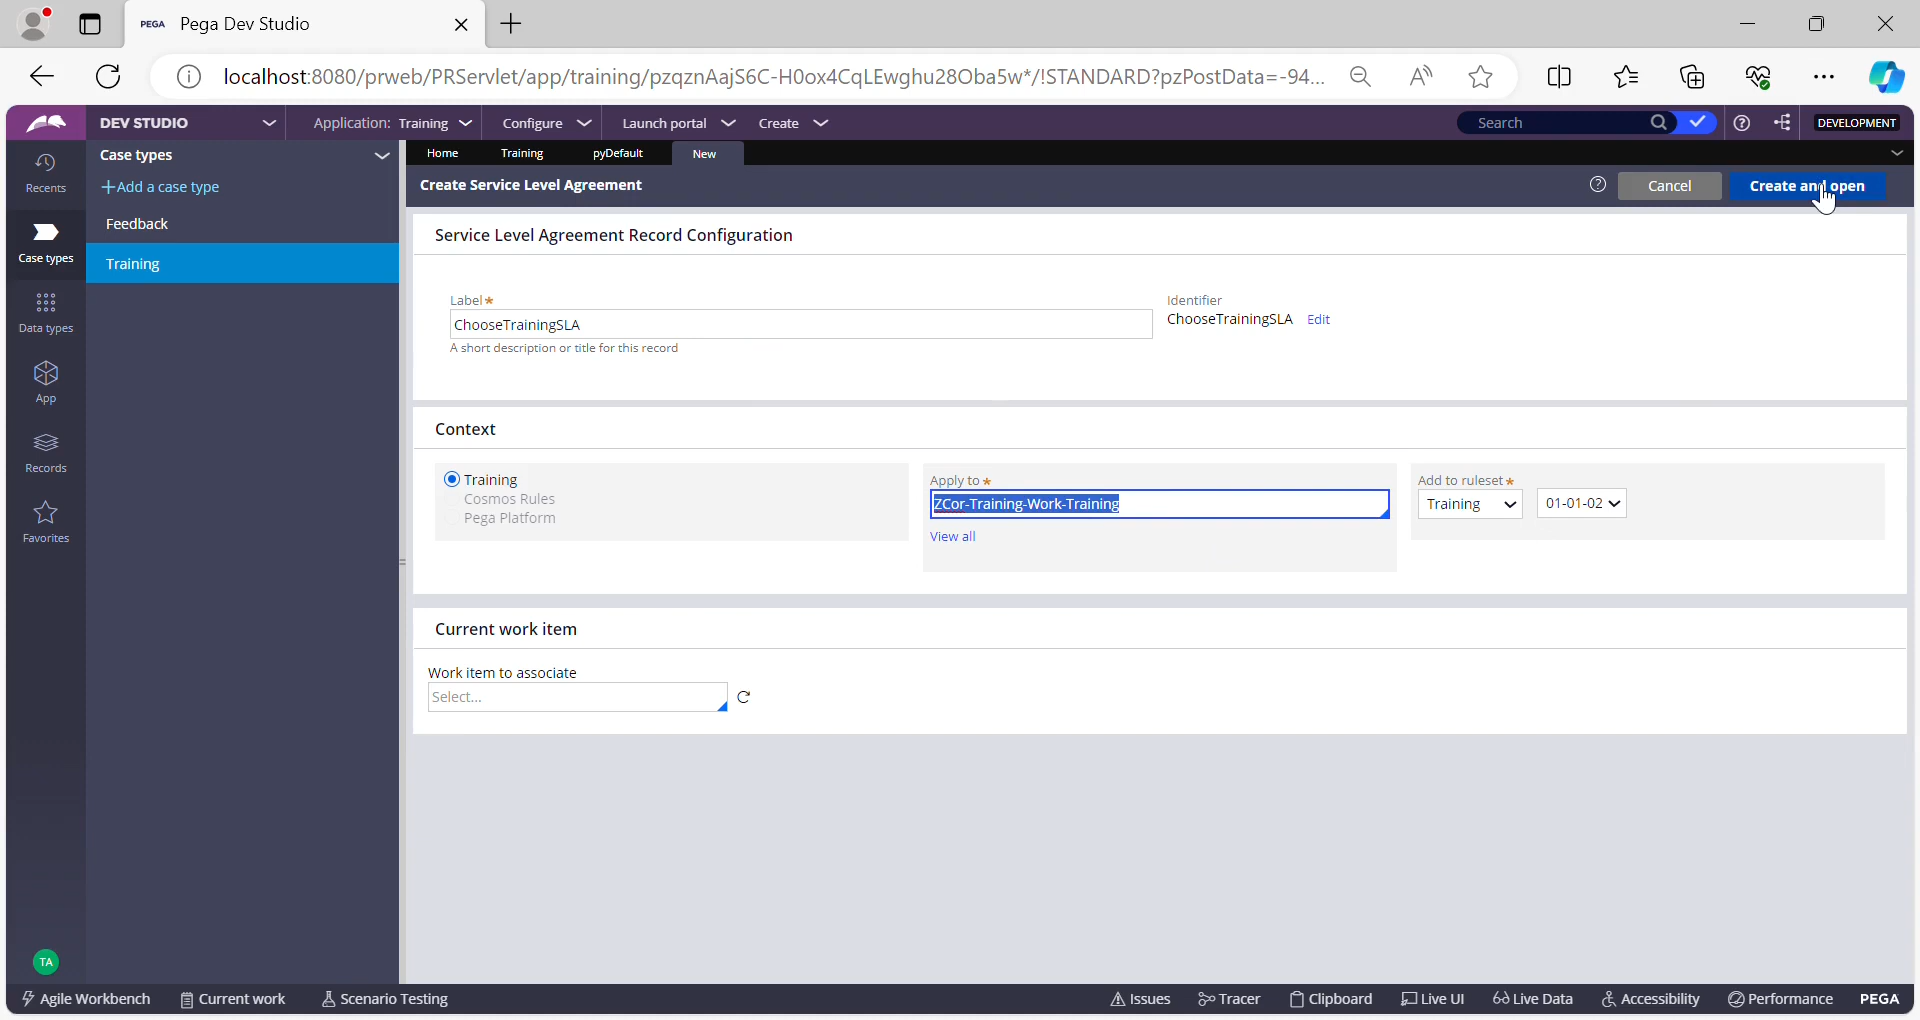 PEGA Pega Dev Studio
localhost:8080/prweb/PRServlet/app/training/pzqznAajS6C-H0ox4CqLEwghu28Oba5w*/!STANDARD?pzPostData=-94...
DEV STUDIO Application: Training Configure Launch portal Create Search DEVELOPMENT
Recents
Case types
Data types
App
Records
Favorites
TA
Case types
+Add a case type
Feedback
Training
Home Training pyDefault New
Create Service Level Agreement Cancel Create and open
Service Level Agreement Record Configuration
Label*
ChooseTrainingSLA
A short description or title for this record
Identifier
ChooseTrainingSLA Edit
Context
Training
Cosmos Rules
Pega Platform
Apply to*
ZCor-Training-Work-Training
View all
Add to ruleset*
Training 01-01-02
Current work item
Work item to associate
Select...
Agile Workbench Current work Scenario Testing Issues Tracer Clipboard Live UI Live Data Accessibility Performance PEGA